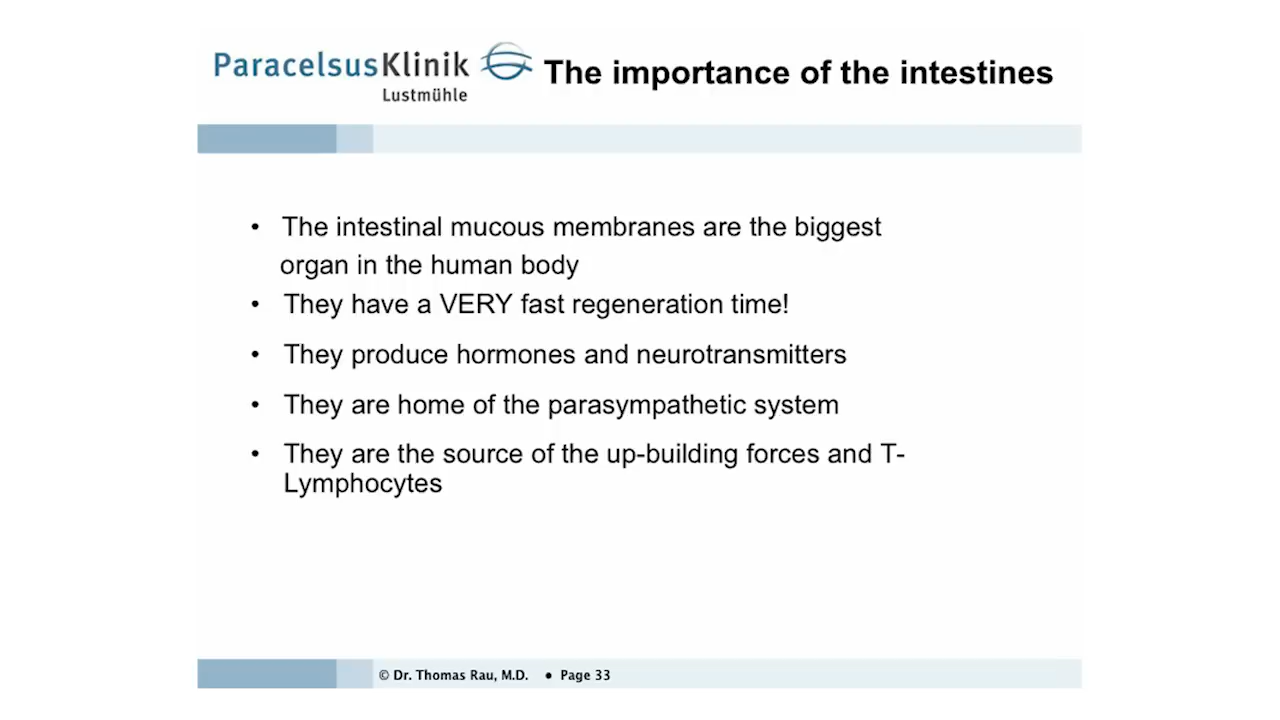 ParacelsusKlinik
Lustmühle
The importance of the intestines
• The intestinal mucous membranes are the biggest
organ in the human body
• They have a VERY fast regeneration time!
• They produce hormones and neurotransmitters
• They are home of the parasympathetic system
• They are the source of the up-building forces and T-
Lymphocytes
© Dr. Thomas Rau, M.D. • Page 33